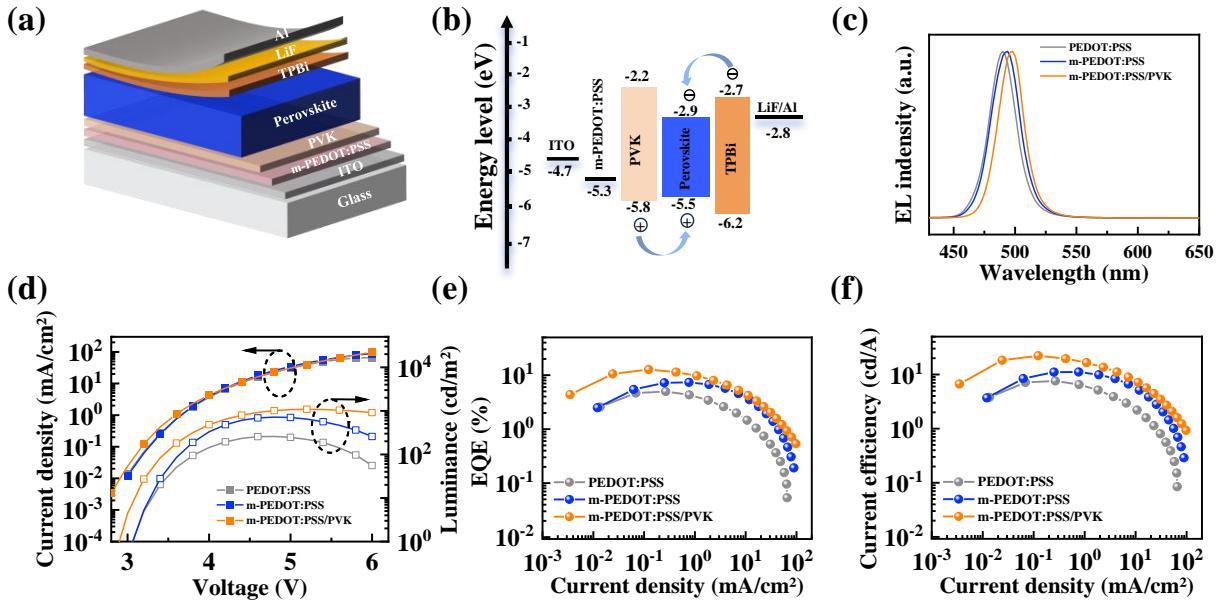 (a)
Al
LiF
TPBi
Perovskite
PVK
m-PEDOT:PSS
ITO
Glass
(b)
Energy level (eV)
-1
-2
-3
-4
-5
-6
-7
ITO
-4.7
m-PEDOT:PSS
-5.3
-2.2
PVK
-5.8
+
-2.9
Perovskite
-5.5
+
-2.7
TPBi
-6.2
LiF/Al
-2.8
(c)
EL indensity (a.u.)
PEDOT:PSS
m-PEDOT:PSS
m-PEDOT:PSS/PVK
450 500 550 600 650
Wavelength (nm)
(d)
Current density (mA/cm²)
10²
10¹
10⁰
10⁻¹
10⁻²
10⁻³
10⁻⁴
PEDOT:PSS
m-PEDOT:PSS
m-PEDOT:PSS/PVK
3 4 5 6
Voltage (V)
10⁴
10³
10²
10¹
10⁰
Luminance (cd/m²)
(e)
EQE (%)
10²
10¹
10⁰
10⁻¹
10⁻²
PEDOT:PSS
m-PEDOT:PSS
m-PEDOT:PSS/PVK
10⁻³ 10⁻² 10⁻¹ 10⁰ 10¹ 10²
Current density (mA/cm²)
(f)
Current efficiency (cd/A)
10²
10¹
10⁰
10⁻¹
10⁻²
PEDOT:PSS
m-PEDOT:PSS
m-PEDOT:PSS/PVK
10⁻³ 10⁻² 10⁻¹ 10⁰ 10¹ 10²
Current density (mA/cm²)